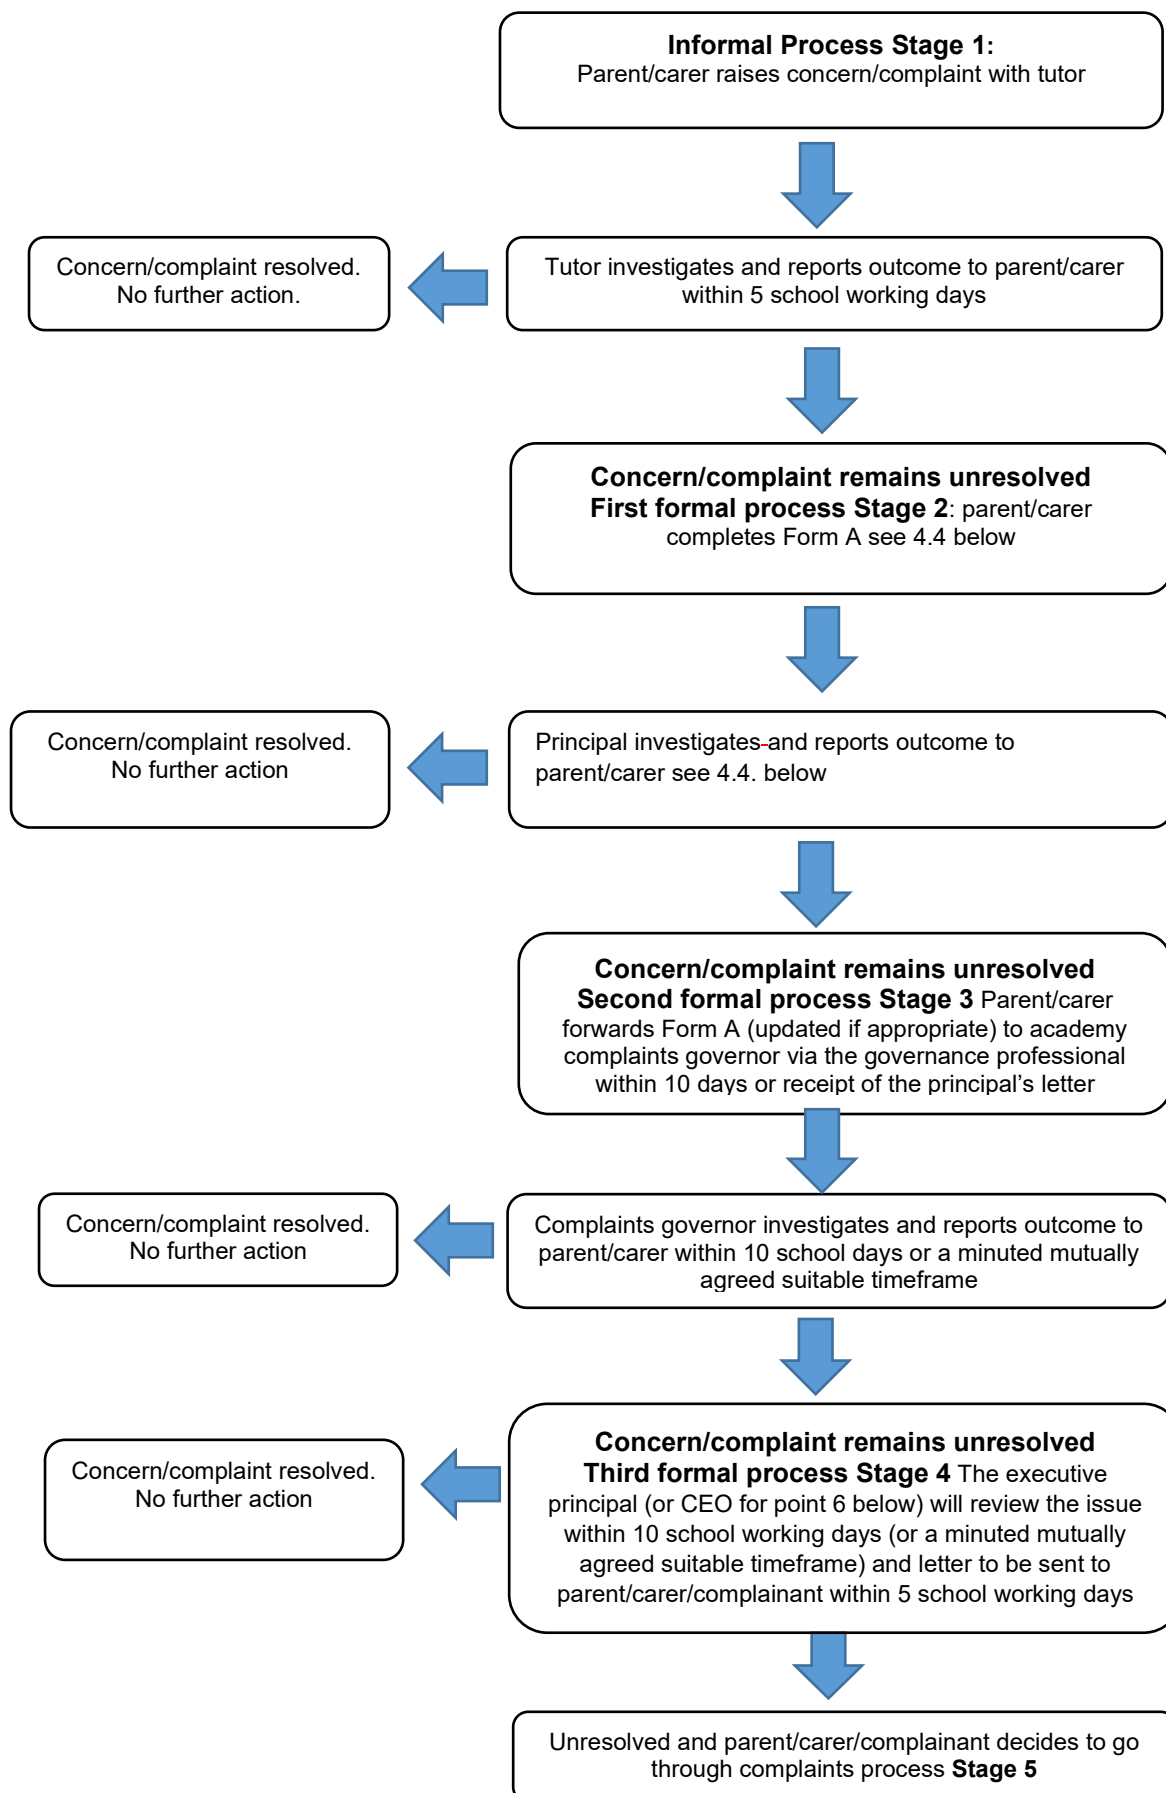 Informal Process Stage 1:
Parent/carer raises concern/complaint with tutor
Concern/complaint resolved.
No further action.
Tutor investigates and reports outcome to parent/carer
within 5 school working days
Concern/complaint remains unresolved
First formal process Stage 2: parent/carer
completes Form A see 4.4 below
Concern/complaint resolved.
No further action
Principal investigates-and reports outcome to
parent/carer see 4.4. below
Concern/complaint remains unresolved
Second formal process Stage 3 Parent/carer
forwards Form A (updated if appropriate) to academy
complaints governor via the governance professional
within 10 days or receipt of the principal’s letter
Concern/complaint resolved.
No further action
Complaints governor investigates and reports outcome to
parent/carer within 10 school days or a minuted mutually
agreed suitable timeframe
Concern/complaint resolved.
No further action
Concern/complaint remains unresolved
Third formal process Stage 4 The executive
principal (or CEO for point 6 below) will review the issue
within 10 school working days (or a minuted mutually
agreed suitable timeframe) and letter to be sent to
parent/carer/complainant within 5 school working days
Unresolved and parent/carer/complainant decides to go
through complaints process Stage 5